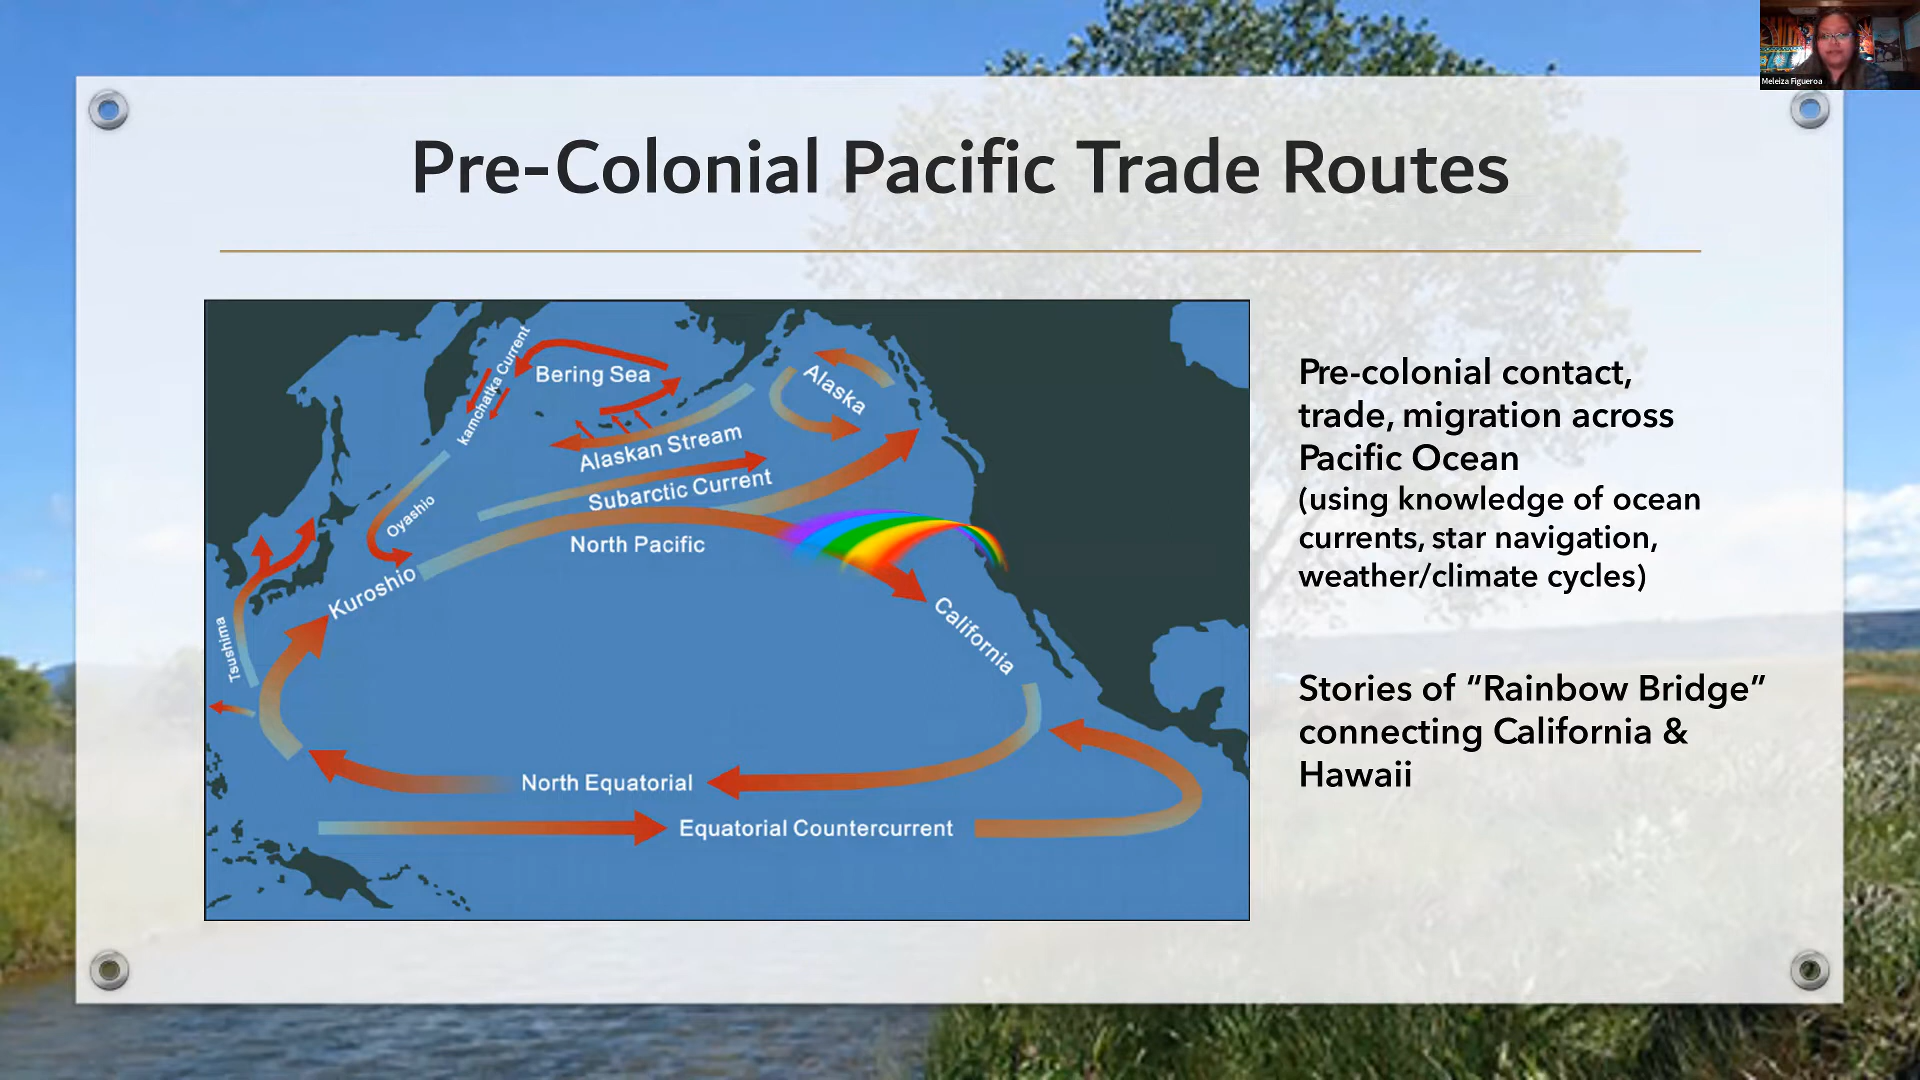 Meleiza Figueroa
Pre-Colonial Pacific Trade Routes
Kamchatka Current
Bering Sea
Alaska
Alaskan Stream
Subarctic Current
Oyashio
North Pacific
Kuroshio
California
Tsushima
North Equatorial
Equatorial Countercurrent
Pre-colonial contact,
trade, migration across
Pacific Ocean
(using knowledge of ocean
currents, star navigation,
weather/climate cycles)
Stories of “Rainbow Bridge”
connecting California &
Hawaii